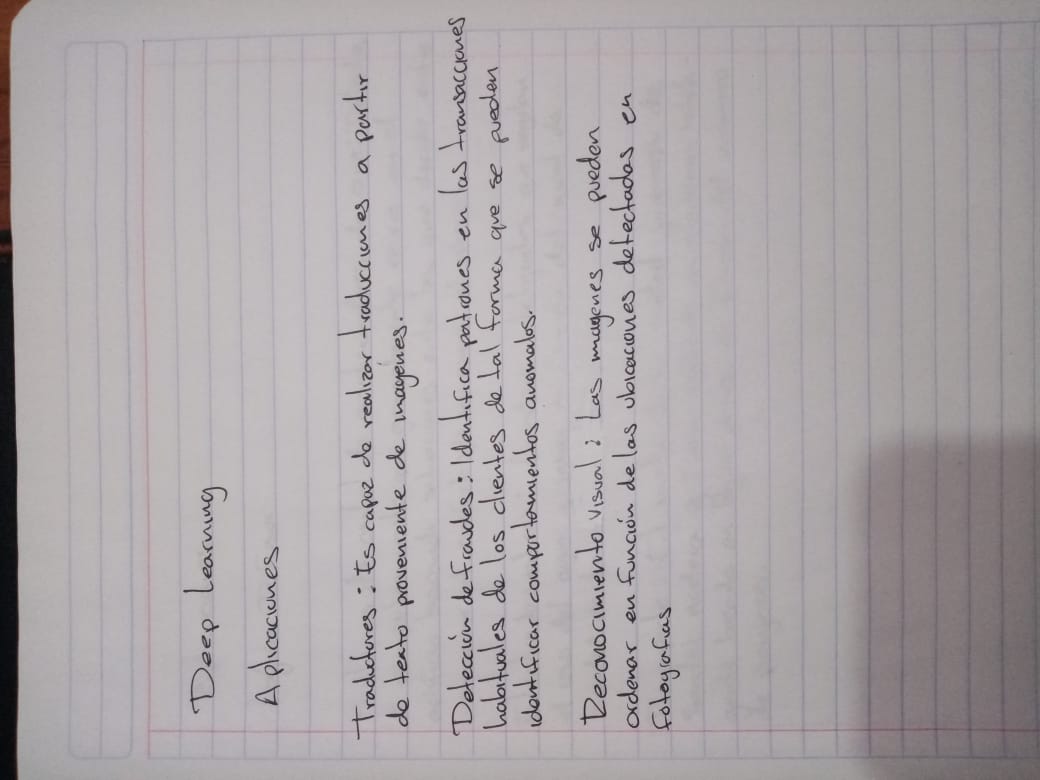 Deep Learning
Aplicaciones
Traductores: Es capaz de realizar traducciones a partir
de texto proveniente de imagenes.
Detección de fraudes: Identifica patrones en las transacciones
habituales de los clientes de tal forma que se pueden
identificar comportamientos anomalos.
Reconocimiento visual: Las imagenes se pueden
ordenar en función de las ubicaciones detectadas en
fotografias